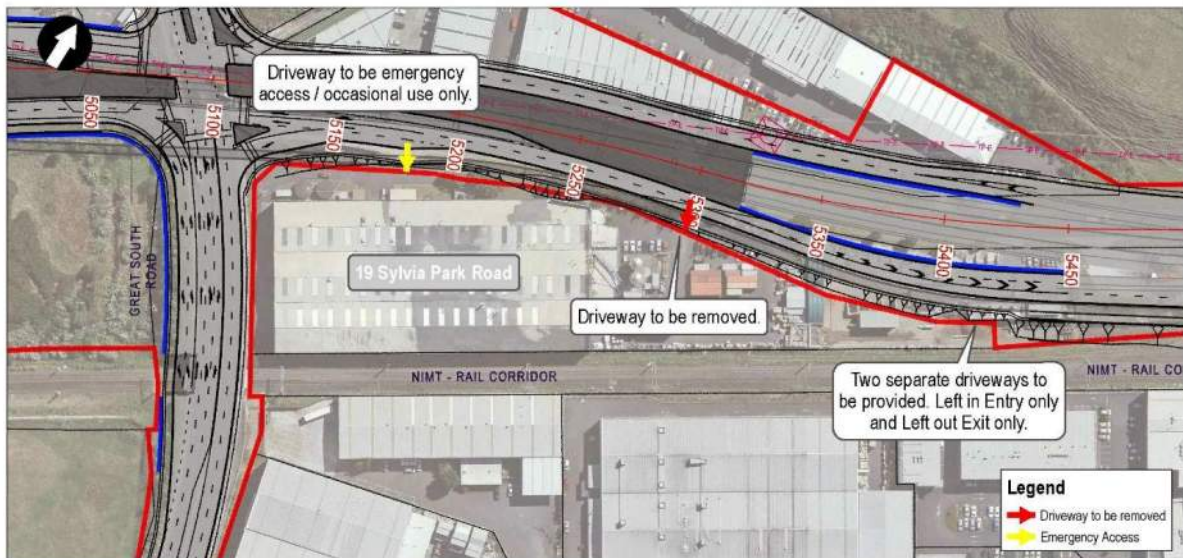 Driveway to be emergency
access / occasional use only.
5050
5100
5150
5200
5250
5350
5400
5450
GREAT SOUTH
ROAD
19 Sylvia Park Road
Driveway to be removed.
NIMT - RAIL CORRIDOR
NIMT - RAIL CO
Two separate driveways to
be provided. Left in Entry only
and Left out Exit only.
Legend
Driveway to be removed
Emergency Access